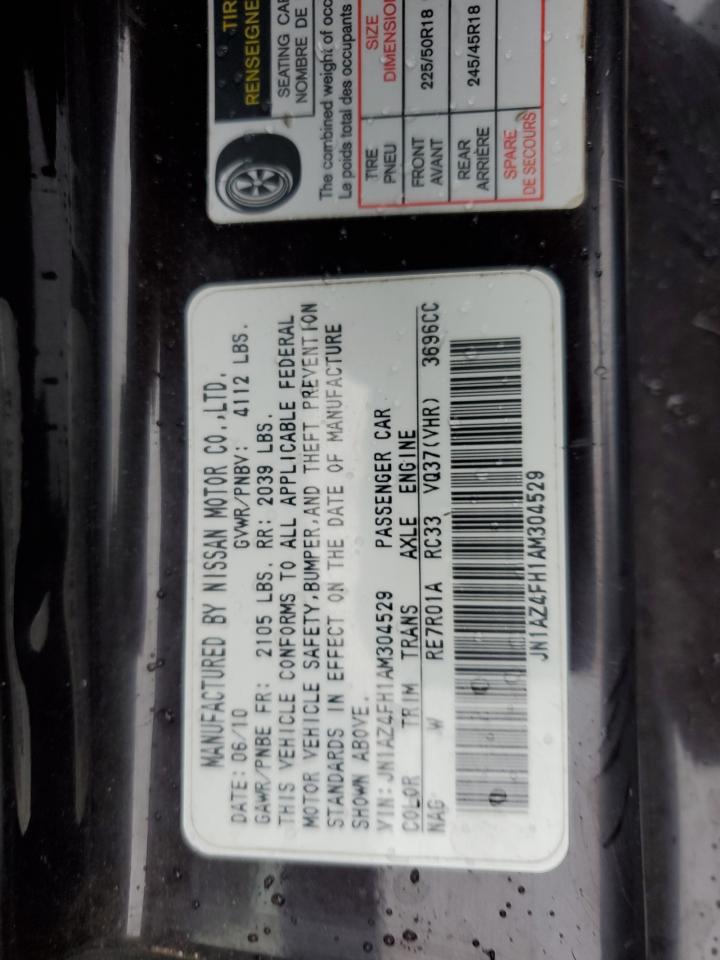 MANUFACTURED BY NISSAN MOTOR CO.,LTD.
DATE: 06/10 GVWR/PNBV: 4112 LBS.
GAWR/PNBE FR: 2105 LBS. RR: 2039 LBS.
THIS VEHICLE CONFORMS TO ALL APPLICABLE FEDERAL
MOTOR VEHICLE SAFETY,BUMPER,AND THEFT PREVENTION
STANDARDS IN EFFECT ON THE DATE OF MANUFACTURE
SHOWN ABOVE.
VIN: JN1AZ4FH1AM304529 PASSENGER CAR
COLOR TRIM TRANS AXLE ENGINE
NAG W RE7R01A RC33 VQ37(VHR) 3696CC
JN1AZ4FH1AM304529
TIR
RENSEIGNE
SEATING CAP
NOMBRE DE
The combined weight of occ
Le poids total des occupants
TIRE SIZE
PNEU DIMENSION
FRONT 225/50R18
AVANT
REAR 245/45R18
ARRIÈRE
SPARE
DE SECOURS